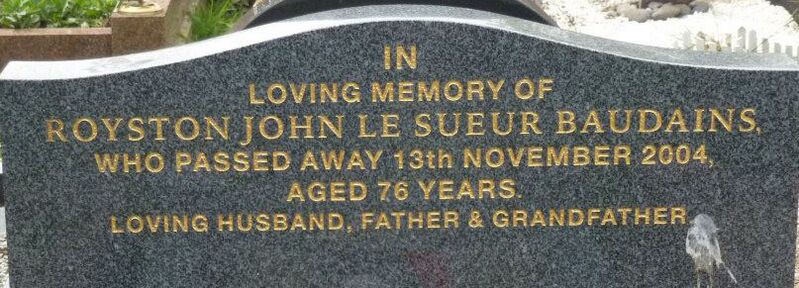 IN
LOVING MEMORY OF
ROYSTON JOHN LE SUEUR BAUDAINS,
WHO PASSED AWAY 13th NOVEMBER 2004,
AGED 76 YEARS.
LOVING HUSBAND, FATHER & GRANDFATHER.